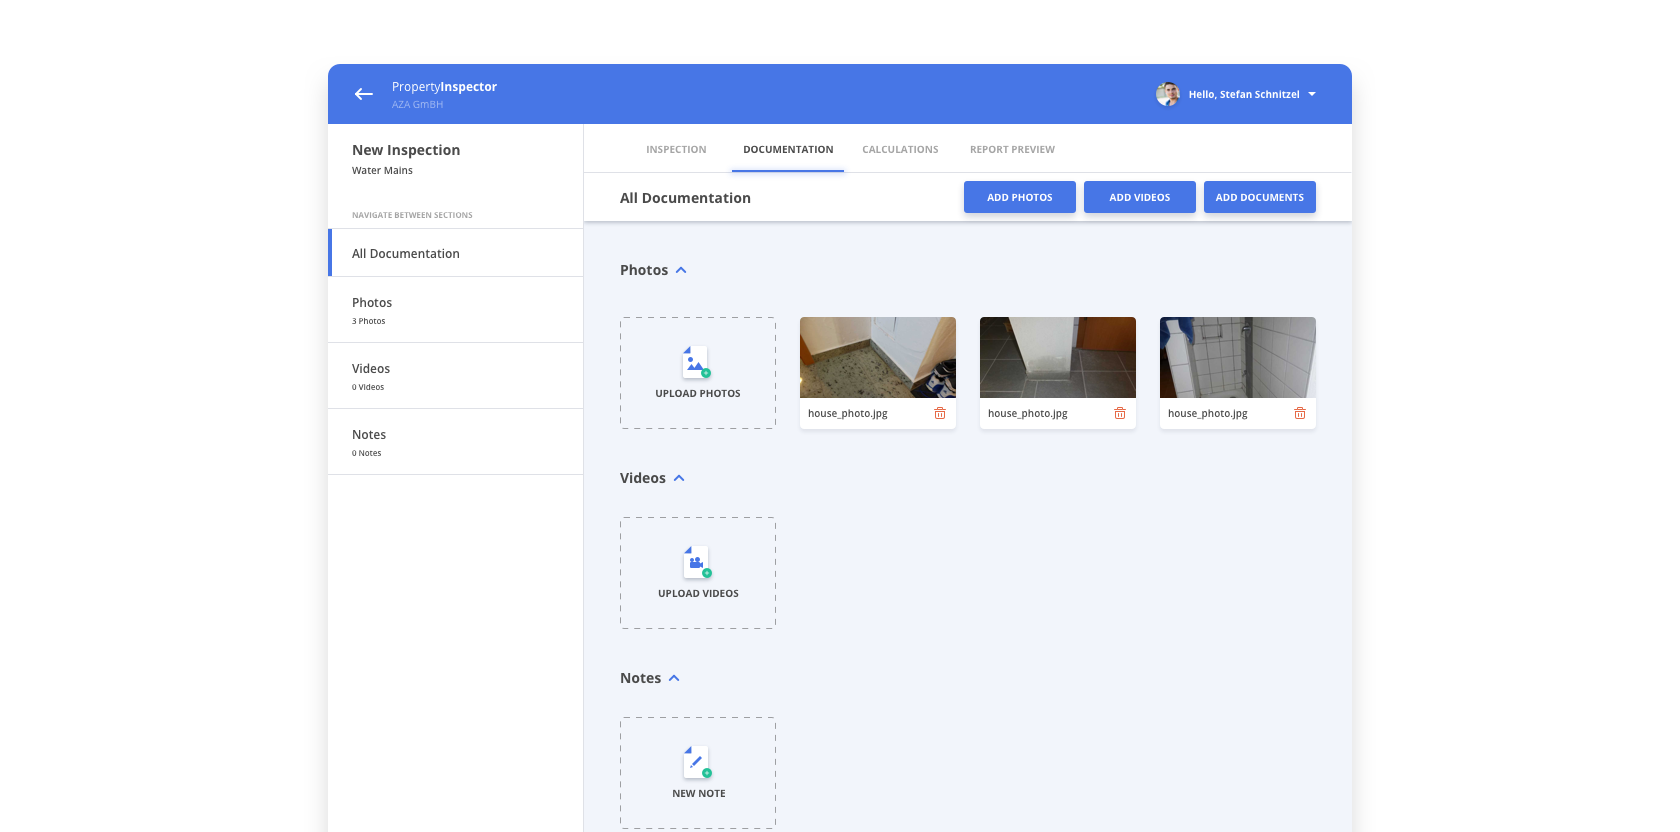 PropertyInspector
AZA GmBH
Hello, Stefan Schnitzel
New Inspection
Water Mains
NAVIGATE BETWEEN SECTIONS
All Documentation
Photos
3 Photos
Videos
0 Videos
Notes
0 Notes
INSPECTION DOCUMENTATION CALCULATIONS REPORT PREVIEW
All Documentation
ADD PHOTOS ADD VIDEOS ADD DOCUMENTS
Photos
UPLOAD PHOTOS
house_photo.jpg house_photo.jpg house_photo.jpg
Videos
UPLOAD VIDEOS
Notes
NEW NOTE